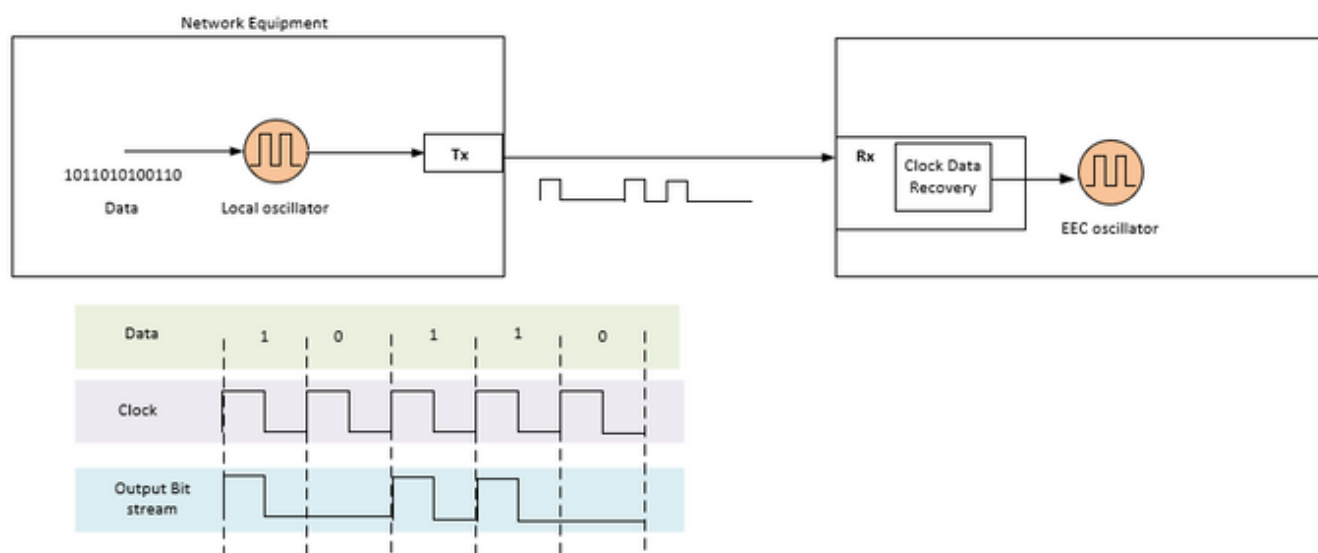 Network Equipment
1011010100110
Data
Local oscillator
Tx
Rx
Clock Data
Recovery
EEC oscillator
Data 1 0 1 1 0
Clock
Output Bit
stream